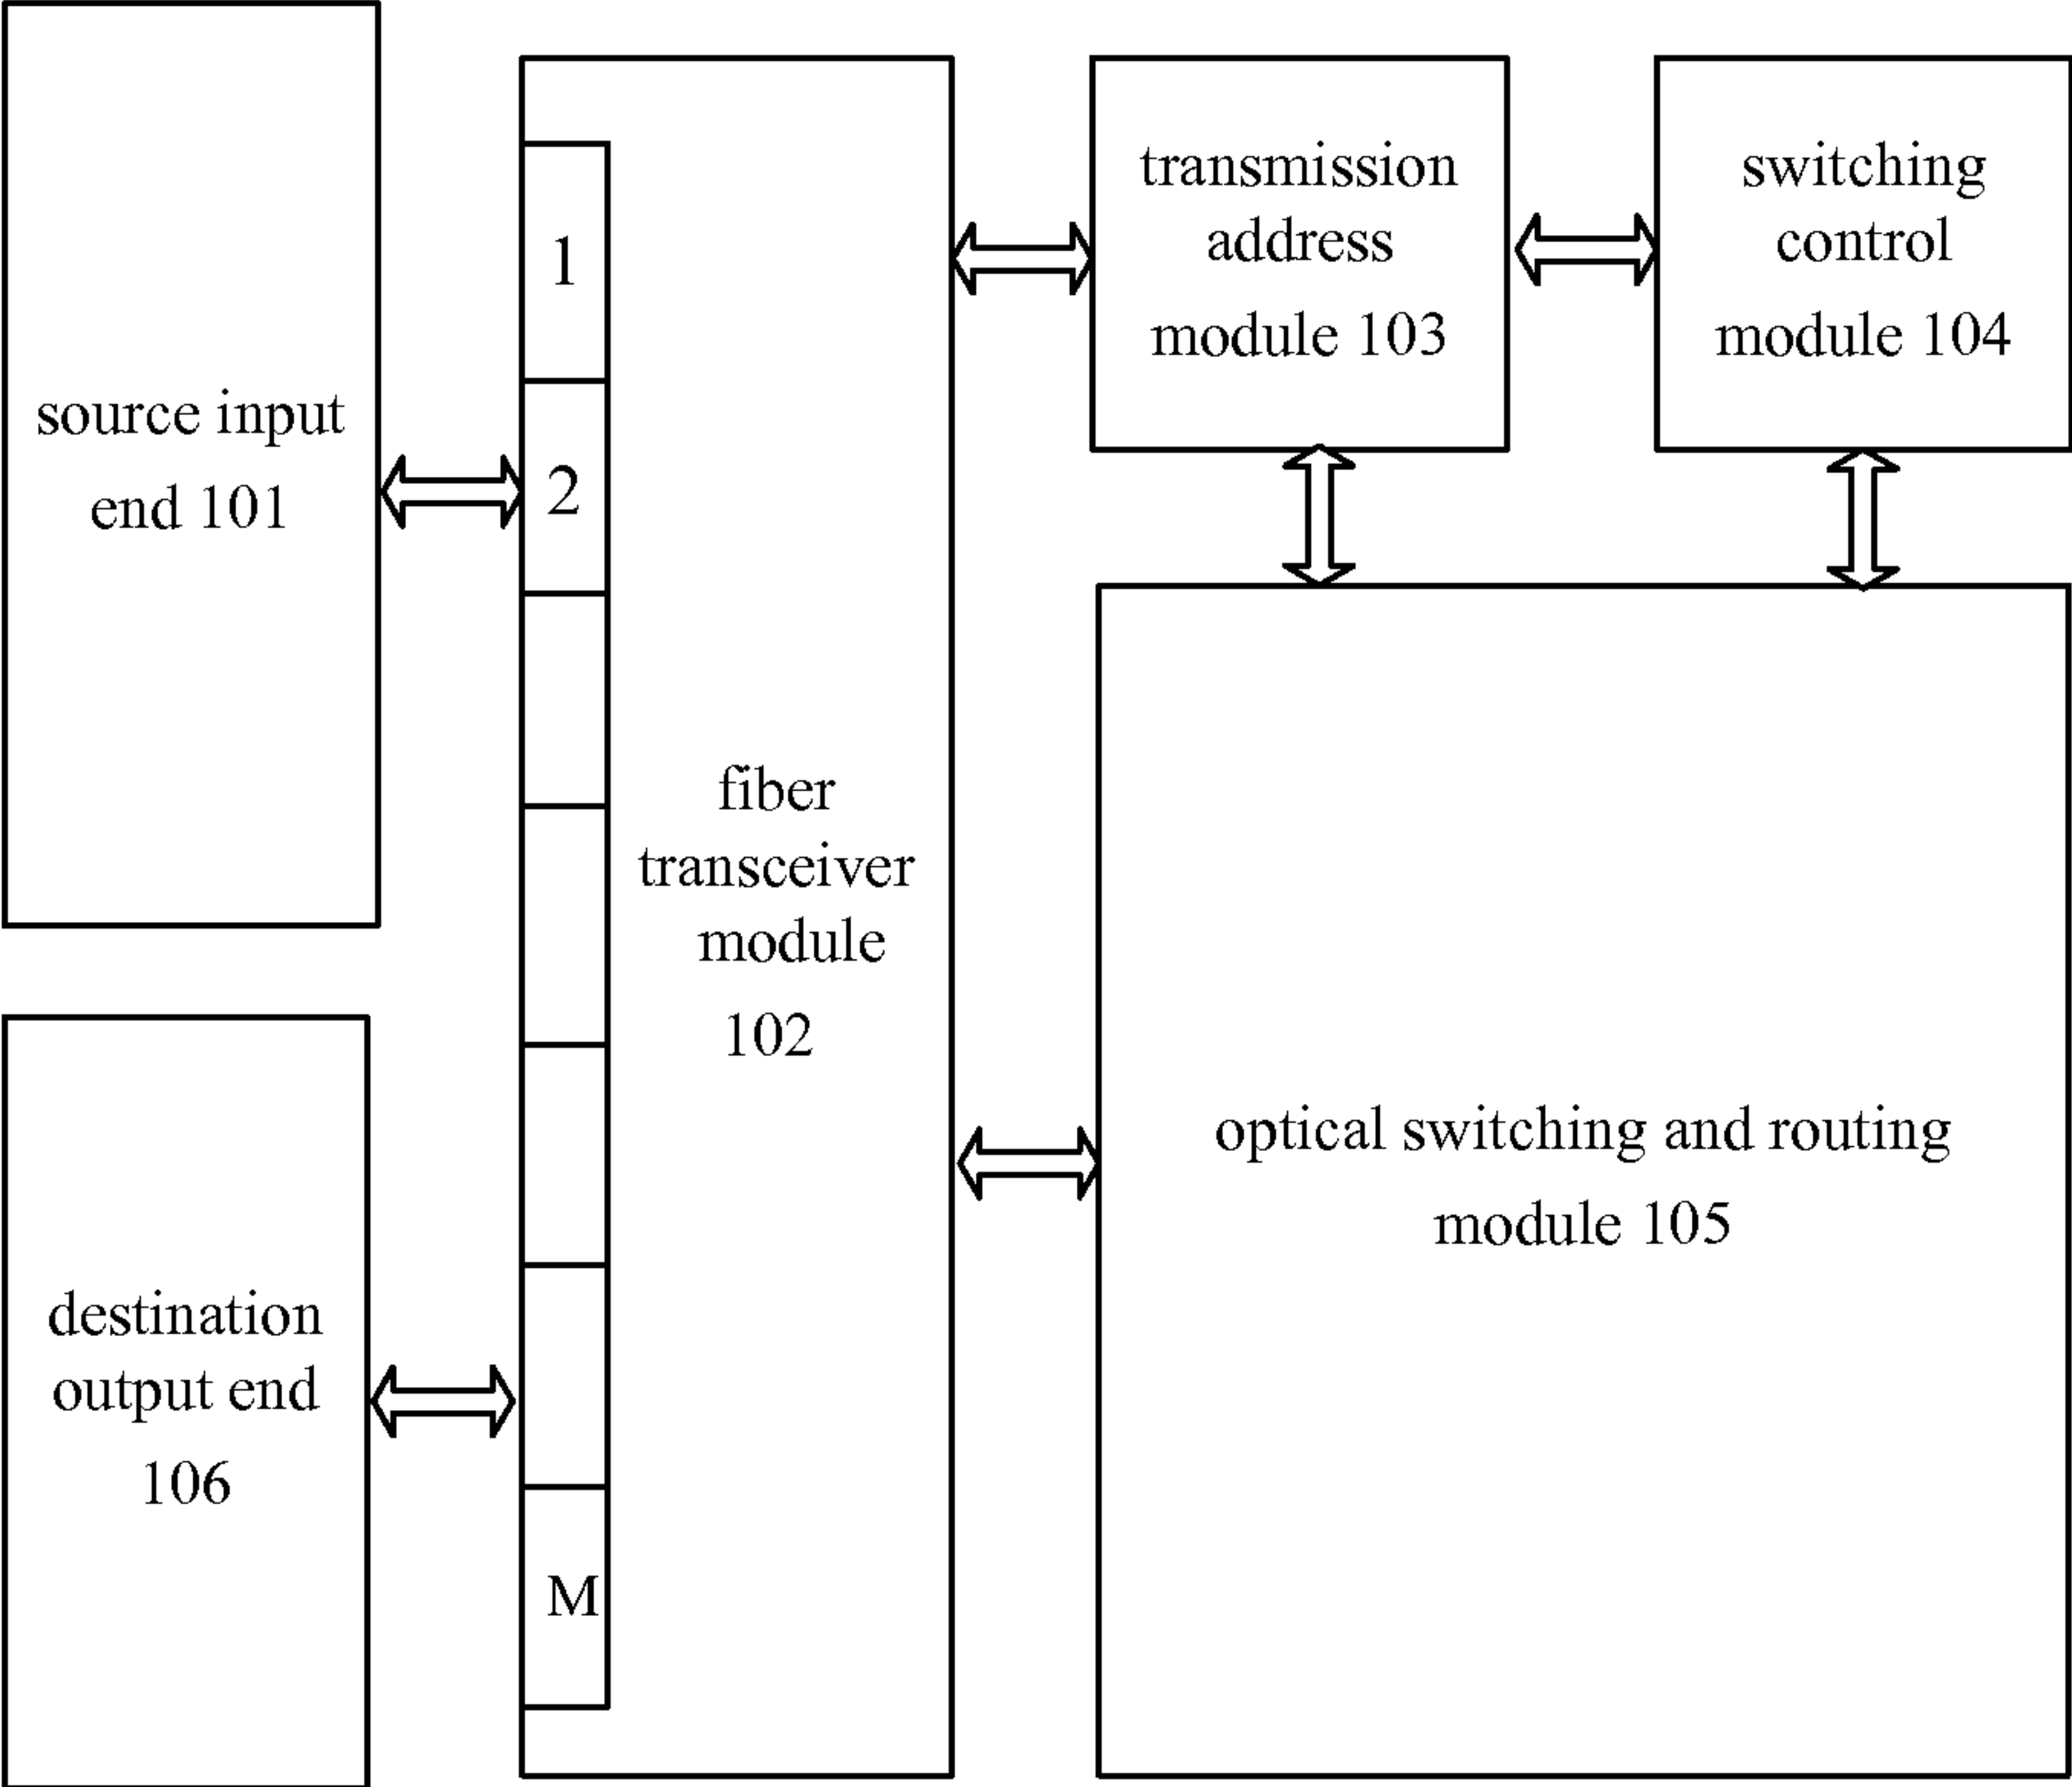 source input
end 101
1
2
M
fiber
transceiver
module
102
transmission
address
module 103
switching
control
module 104
optical switching and routing
module 105
destination
output end
106